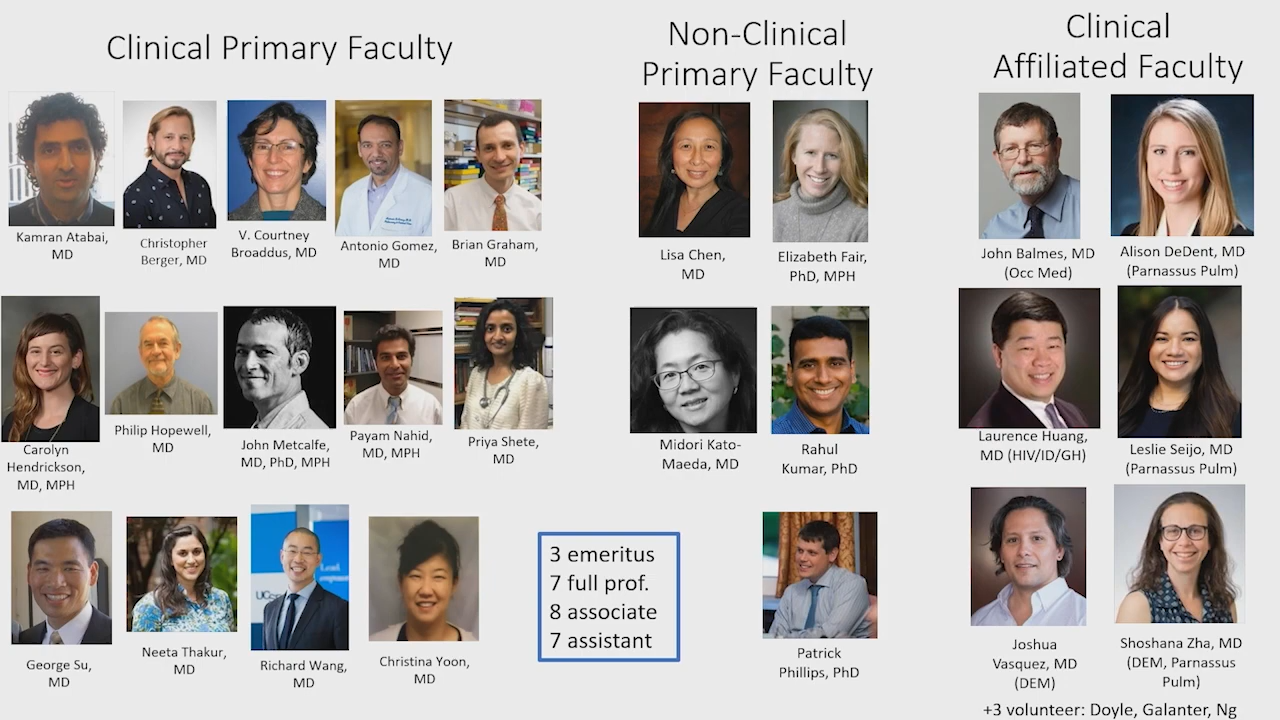 Clinical Primary Faculty
Kamran Atabai,
MD
Christopher
Berger, MD
V. Courtney
Broaddus, MD
Antonio Gomez,
MD
Brian Graham,
MD
Carolyn
Hendrickson,
MD, MPH
Philip Hopewell,
MD
John Metcalfe,
MD, PhD, MPH
Payam Nahid,
MD, MPH
Priya Shete,
MD
George Su,
MD
Neeta Thakur,
MD
Richard Wang,
MD
Christina Yoon,
MD
3 emeritus
7 full prof.
8 associate
7 assistant
Non-Clinical
Primary Faculty
Lisa Chen,
MD
Elizabeth Fair,
PhD, MPH
Midori Kato-
Maeda, MD
Rahul
Kumar, PhD
Patrick
Phillips, PhD
Clinical
Affiliated Faculty
John Balmes, MD
(Occ Med)
Alison DeDent, MD
(Parnassus Pulm)
Laurence Huang,
MD (HIV/ID/GH)
Leslie Seijo, MD
(Parnassus Pulm)
Joshua
Vasquez, MD
(DEM)
Shoshana Zha, MD
(DEM, Parnassus
Pulm)
+3 volunteer: Doyle, Galanter, Ng